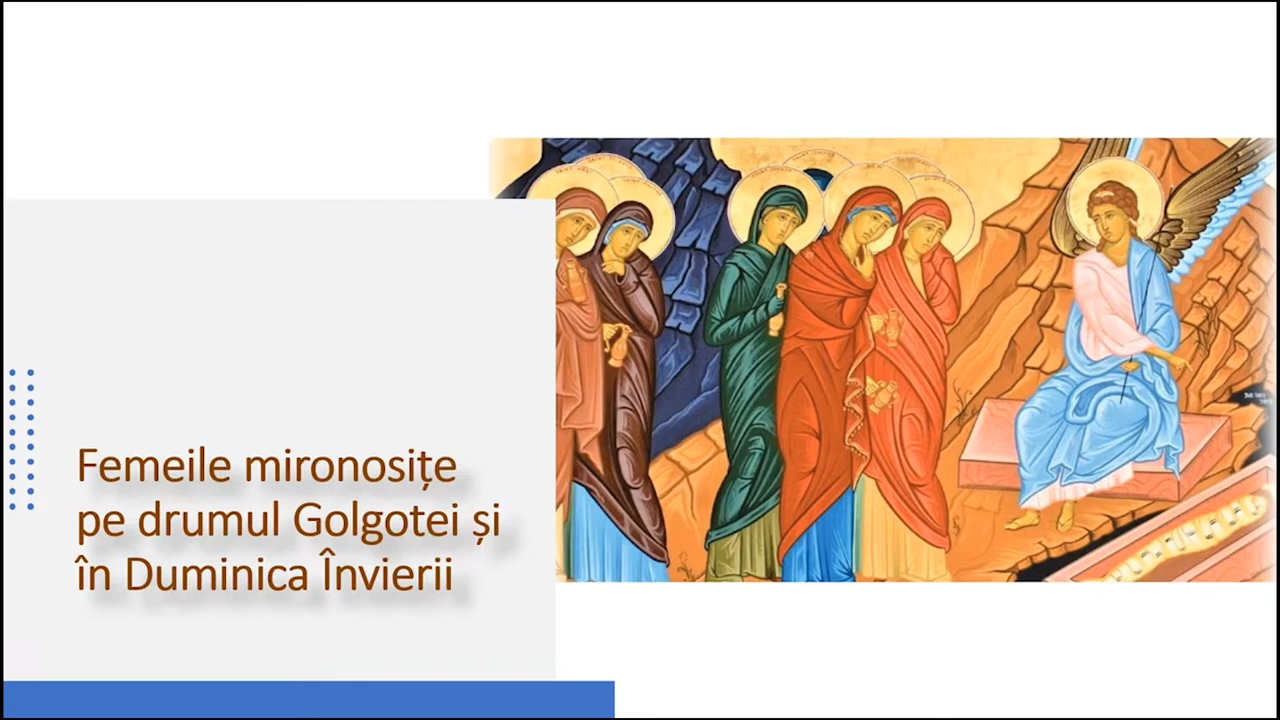 Femeile mironosițe
pe drumul Golgotei și
în Duminica Învierii